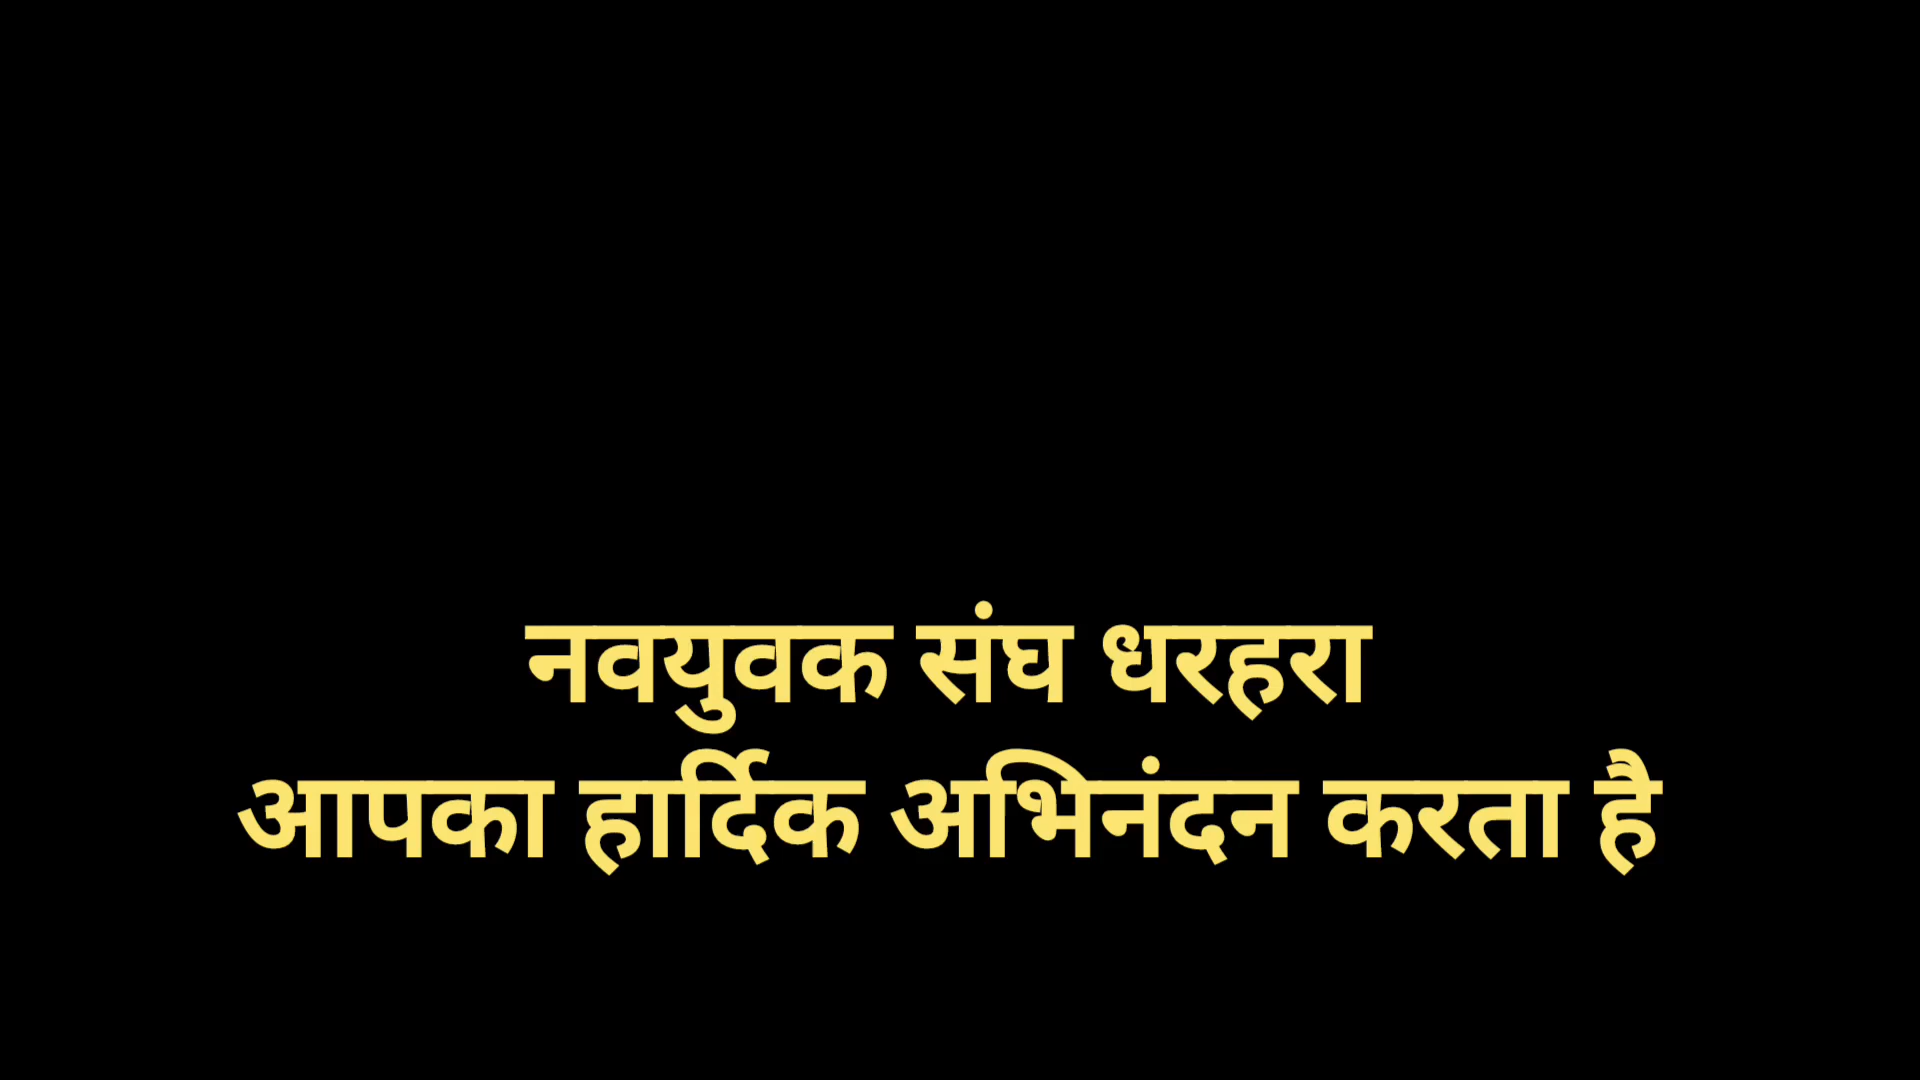 नवयुवक संघ धरहरा
आपका हार्दिक अभिनंदन करता है